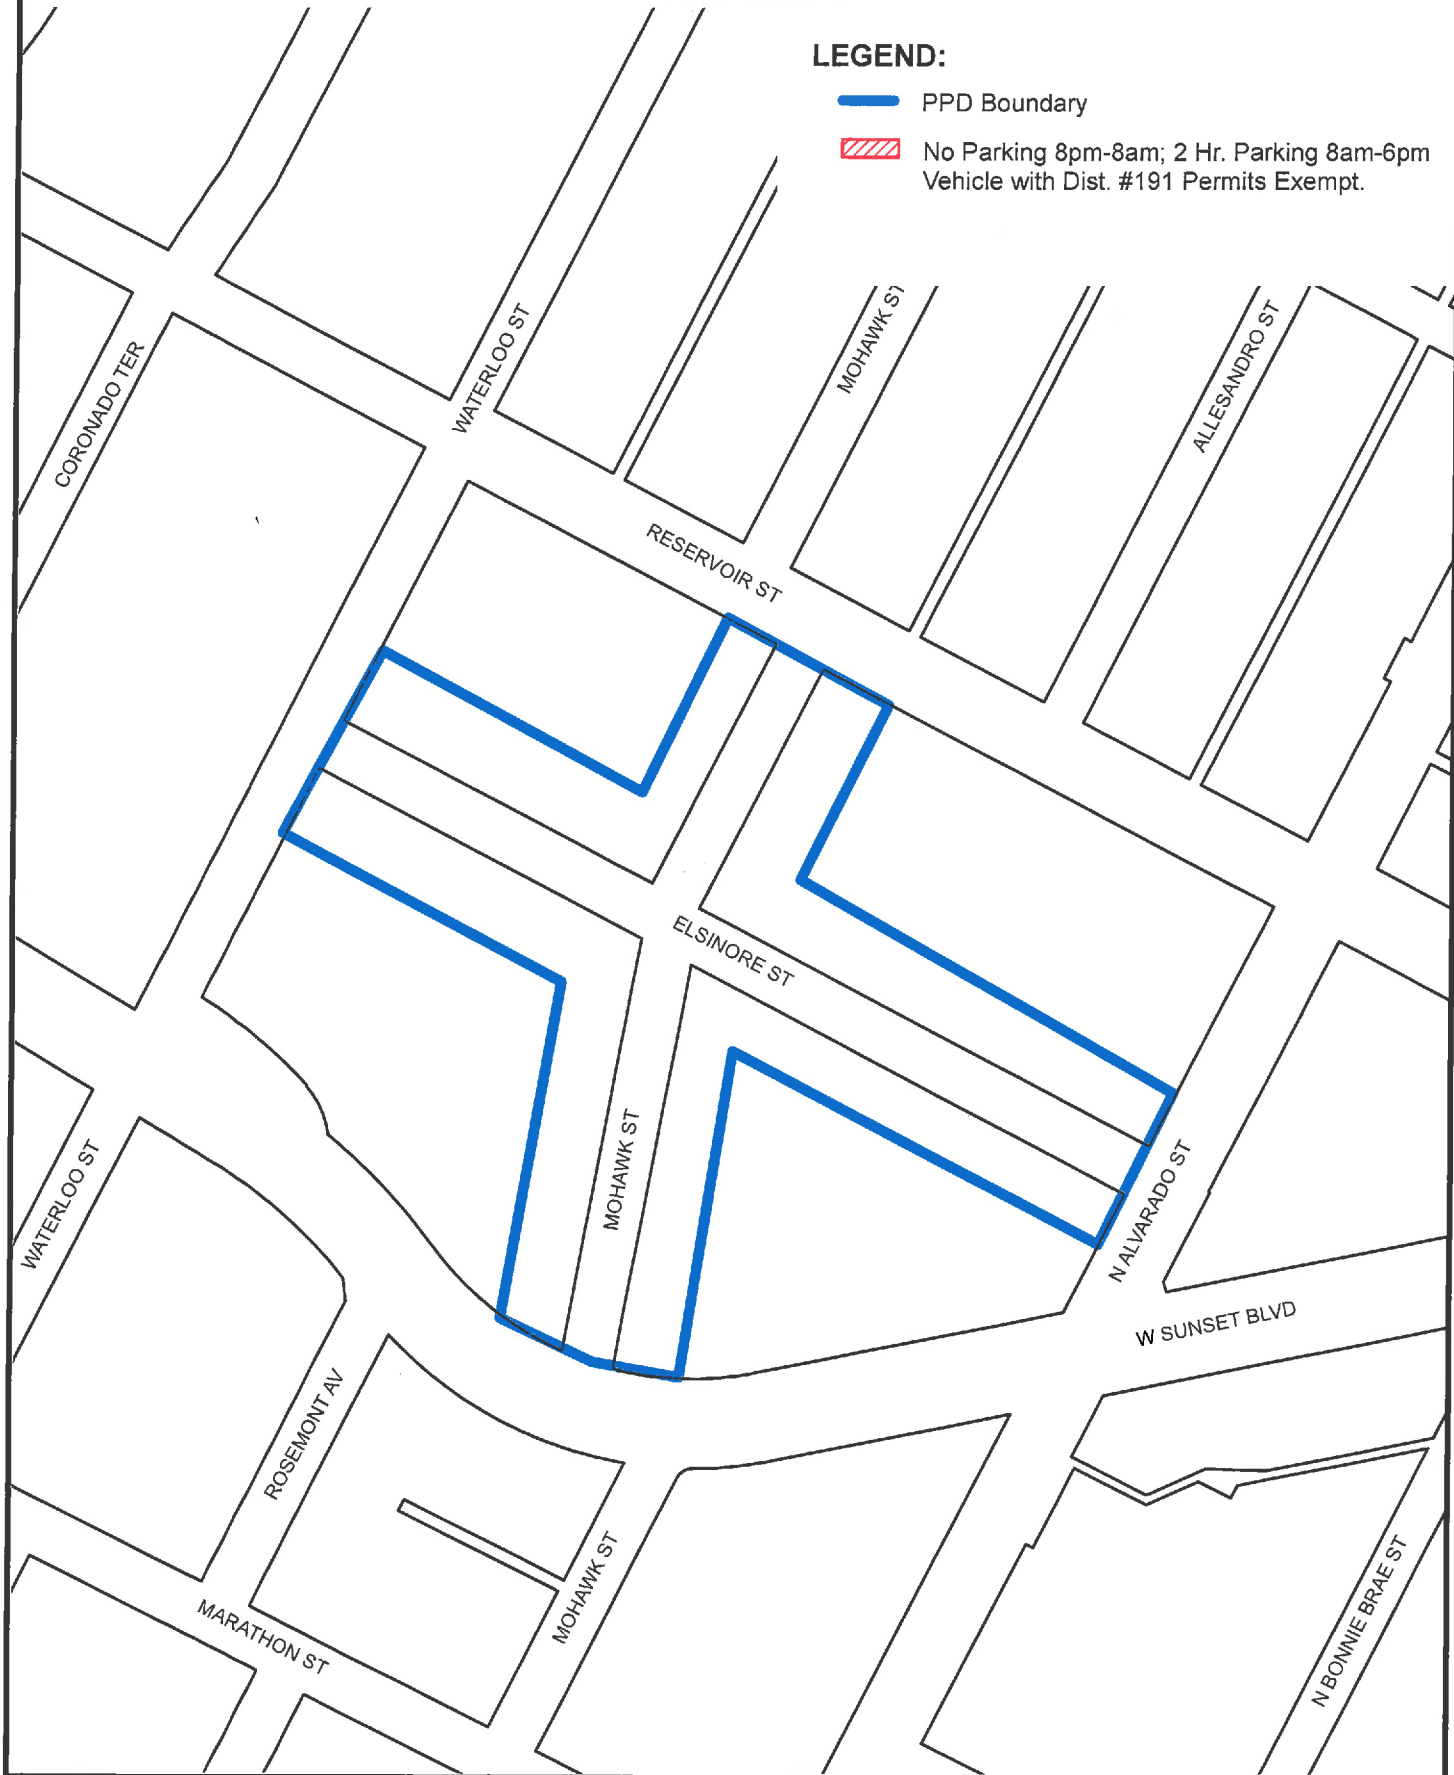 LEGEND:
PPD Boundary
No Parking 8pm-8am; 2 Hr. Parking 8am-6pm
Vehicle with Dist. #191 Permits Exempt.
WATERLOO ST
MOHAWK ST
ALLESANDRO ST
CORONADO TER
RESERVOIR ST
ELSINORE ST
MOHAWK ST
N ALVARADO ST
WATERLOO ST
W SUNSET BLVD
ROSEMONT AV
MOHAWK ST
N BONNIE BRAE ST
MARATHON ST